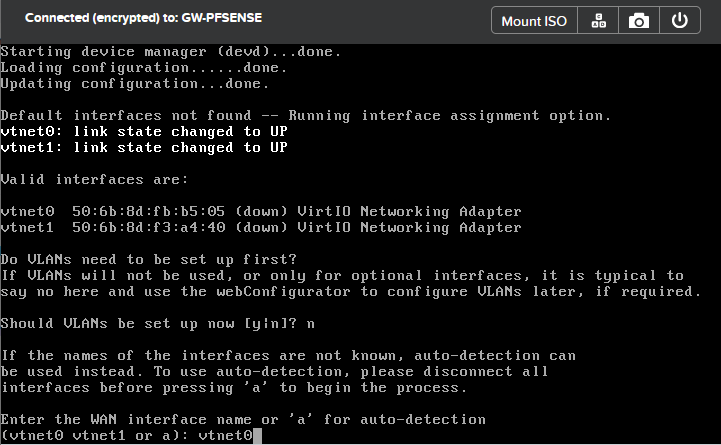 Connected (encrypted) to: GW-PFSENSE
Mount ISO
C
A D
Starting device manager (devd)...done.
Loading configuration......done.
Updating configuration...done.
Default interfaces not found -- Running interface assignment option.
vtnet0: link state changed to UP
vtnet1: link state changed to UP
Valid interfaces are:
vtnet0  50:6b:8d:fb:b5:05 (down) VirtIO Networking Adapter
vtnet1  50:6b:8d:f3:a4:40 (down) VirtIO Networking Adapter
Do VLANs need to be set up first?
If VLANs will not be used, or only for optional interfaces, it is typical to
say no here and use the webConfigurator to configure VLANs later, if required.
Should VLANs be set up now [y|n]? n
If the names of the interfaces are not known, auto-detection can
be used instead. To use auto-detection, please disconnect all
interfaces before pressing 'a' to begin the process.
Enter the WAN interface name or 'a' for auto-detection
(vtnet0 vtnet1 or a): vtnet0